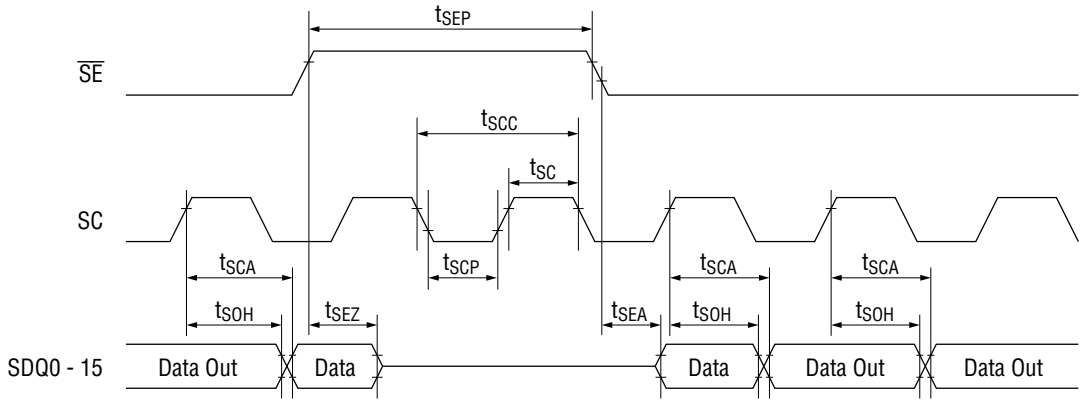 tSEP
SE
tSCC
tSC
SC
tSCP
tSCA tSCA tSCA
tSOH tSEZ tSEA tSOH tSOH
SDQ0 - 15 Data Out Data Data Data Out Data Out